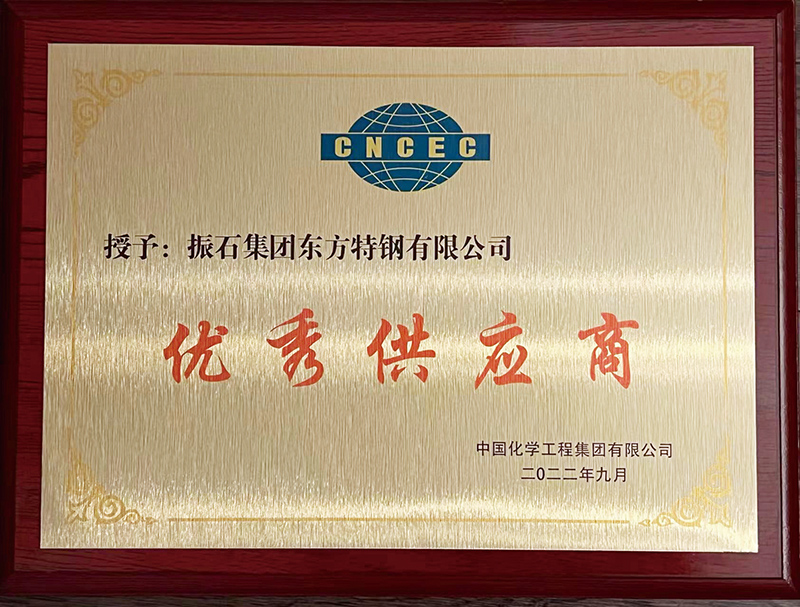 CNCEC
授予：振石集团东方特钢有限公司
优秀供应商
中国化学工程集团有限公司
二0二二年九月